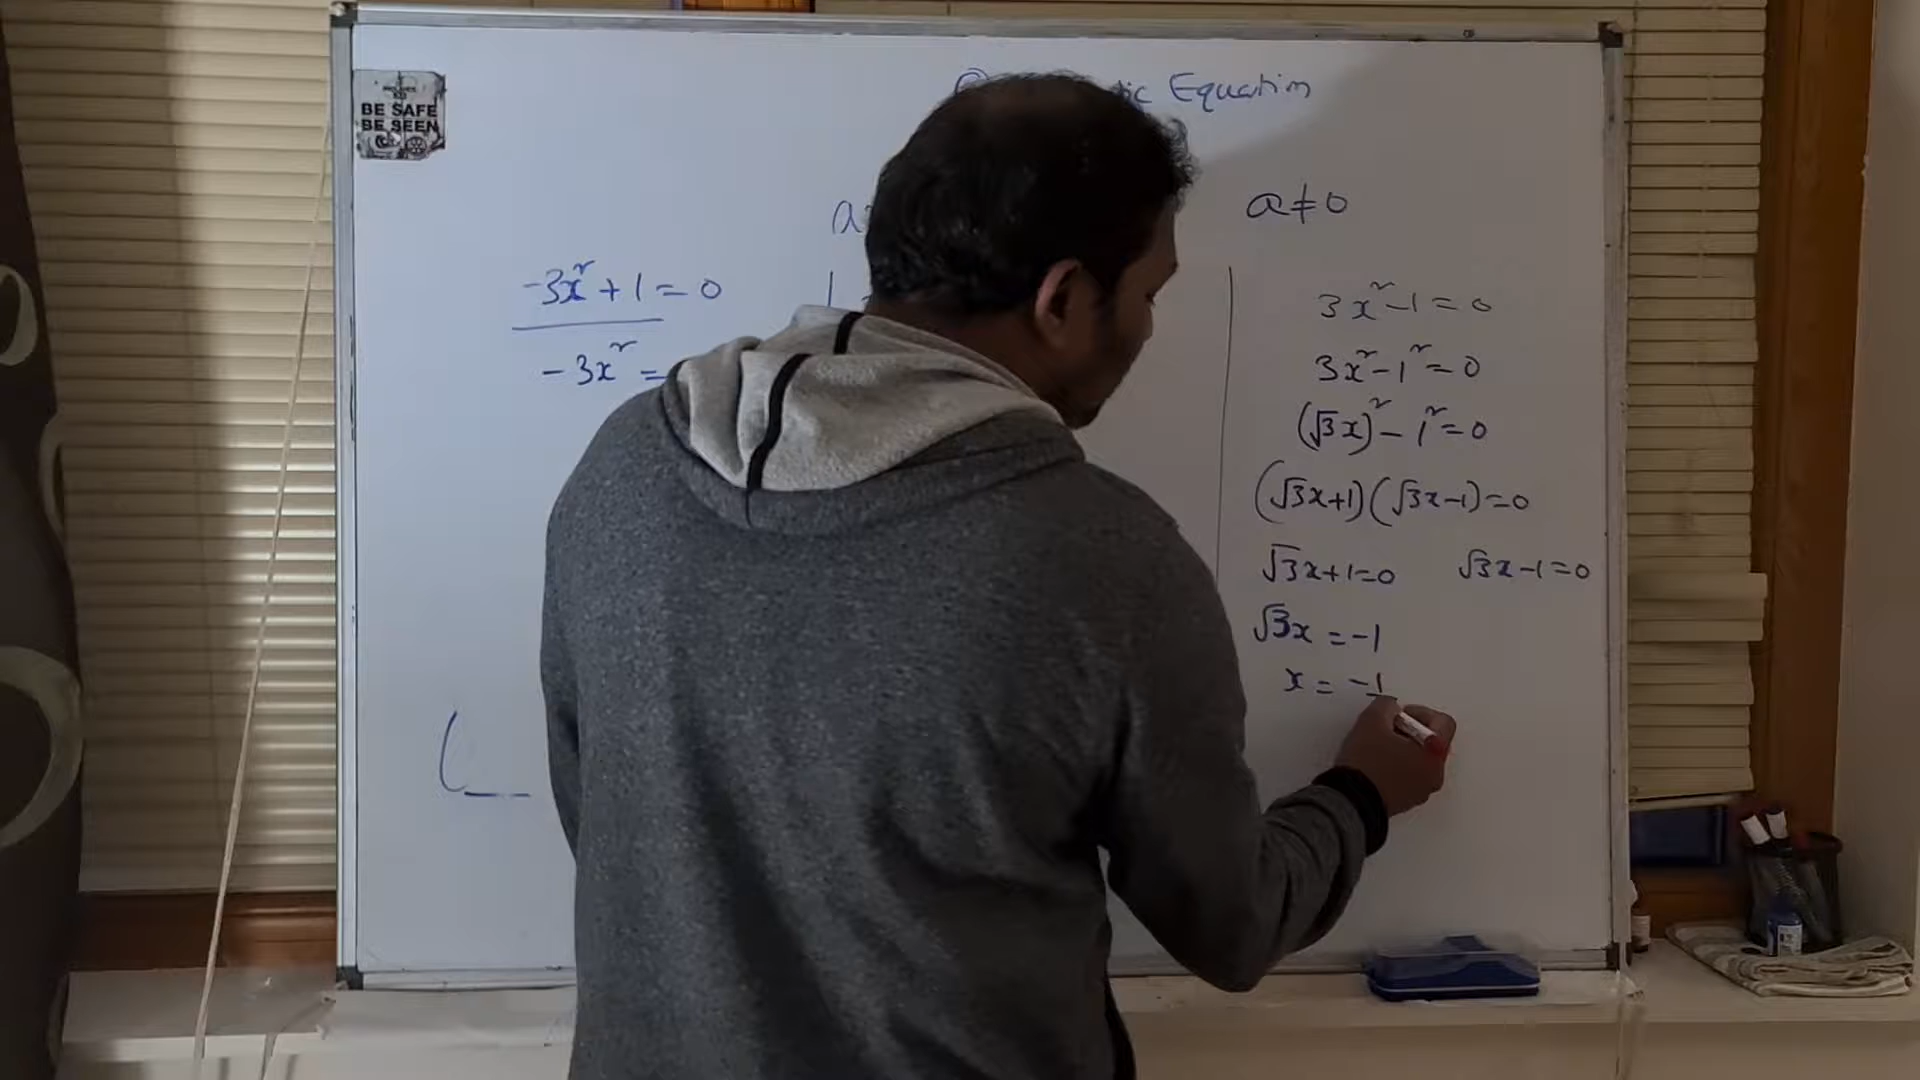 BE SAFE
BE SEEN
Equation
a
a≠0
-3x²+1=0
-3x²=
3x²-1=0
3x²-1²=0
(√3x)²-1²=0
(√3x+1)(√3x-1)=0
√3x+1=0 √3x-1=0
√3x=-1
x=-1